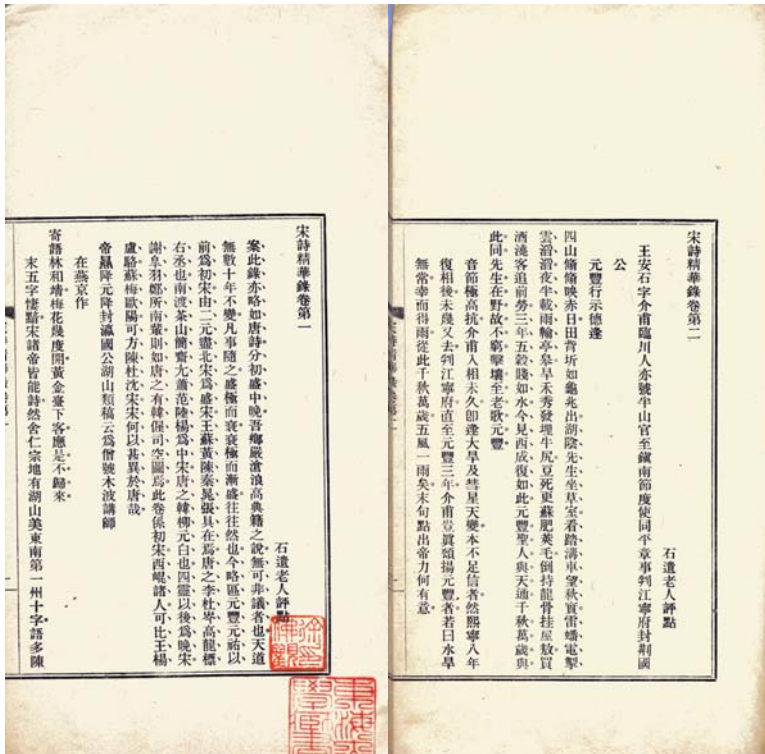 宋詩精華錄卷第一
石遺老人評點
案此錄亦略如唐詩分初盛中晚吾鄉嚴滄浪高典籍之說無可非議者也天道
無數十年不變凡事隨之盛極而衰衰極而漸盛往往然也今略區元豐元祐以
前爲初宋由二元盡北宋爲盛宋王蘇黃陳秦晁張具在焉唐之李杜岑高龍標
右丞也南渡茶山簡齋尤蕭范陸楊爲中宋唐之韓柳元白也四靈以後爲晚宋
謝臯羽鄭所南輩則如唐之有韓偓司空圖焉此卷係初宋西崑諸人可比王楊
盧駱蘇梅歐陽可方陳杜沈宋宋何以甚異於唐哉
帝㬎降元降封瀛國公湖山類稿云爲僧號木波講師
在燕京作
寄語林和靖梅花幾度開黃金臺下客應是不歸來
末五字悽黯宋諸帝皆能詩然舍仁宗地有湖山美東南第一州十字語多陳
宋詩精華錄卷第二
石遺老人評點
王安石字介甫臨川人亦號半山官至鎭南節度使同平章事判江寧府封荆國
公
元豐行示德逢
四山翛翛映赤日田背坼如龜兆出湖陰先生坐草室看踏溝車望秋實雷蟠電掣
雲滔滔夜半載雨輸亭臯旱禾秀發埋牛尻豆死更蘇肥莢毛倒持龍骨挂屋敖買
酒澆客追前勞三年五穀賤如水今見西成復如此元豐聖人與天通千秋萬歲與
此同先生在野故不窮擊壤至老歌元豐
音節極高抗介甫入相未久卽逢大旱及彗星天變本不足信者然熙寧八年
復相後未幾又去判江寧府直至元豐三年介甫豈眞頌揚元豐者若曰水旱
無常幸而得雨從此千秋萬歲五風一雨矣末句點出帝力何有意